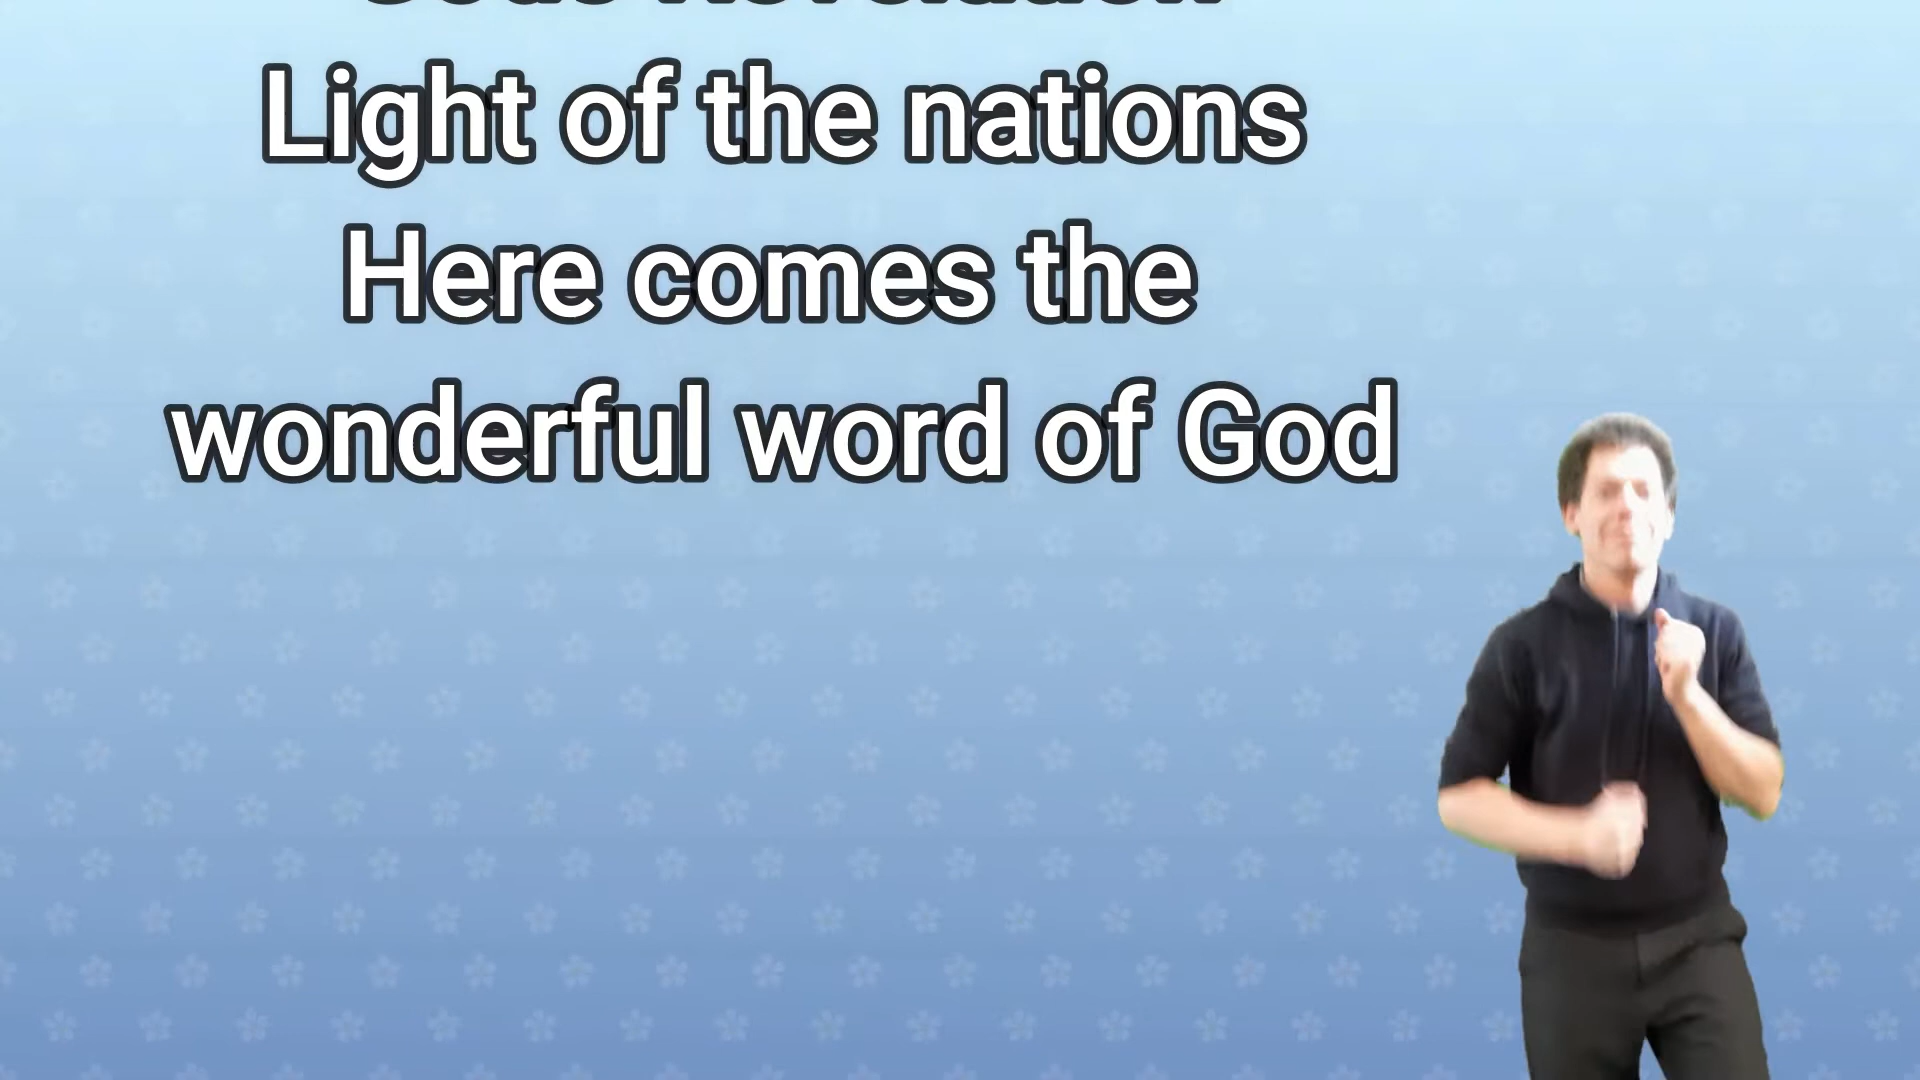 Light of the nations
Here comes the
wonderful word of God